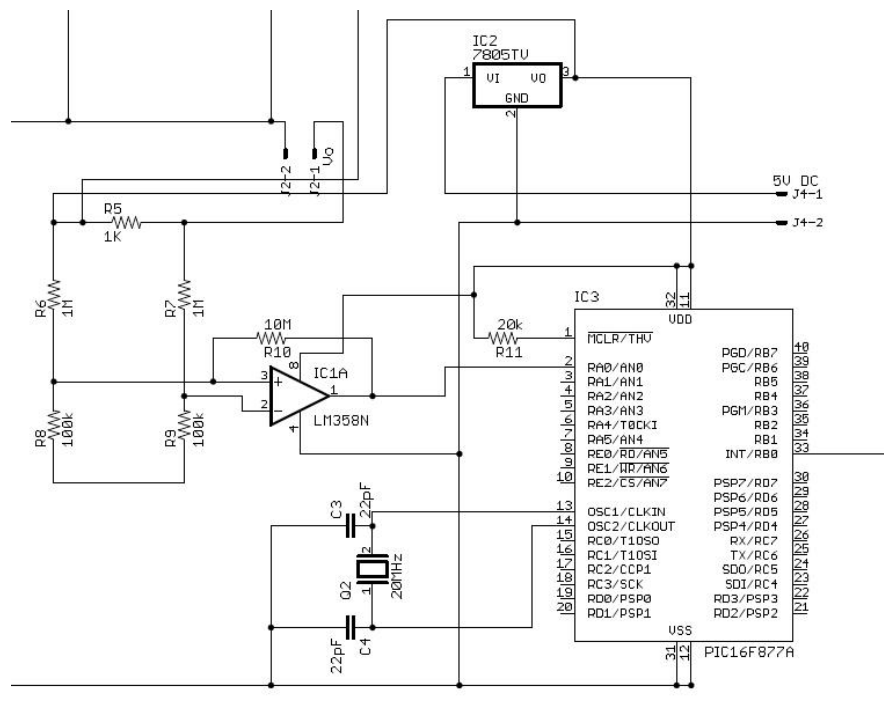 IC2
7805TV
1
VI
VO
3
GND
2
J2-2
J2-1
Vo
5V DC
J4-1
J4-2
R5
1K
R6
1M
R7
1M
10M
R10
8
3
+
IC1A
1
2
-
LM358N
4
R8
100k
R9
100k
20k
R11
IC3
32
11
VDD
1
MCLR/THV
2
RA0/AN0
3
RA1/AN1
4
RA2/AN2
5
RA3/AN3
6
RA4/T0CKI
7
RA5/AN4
8
RE0/RD/AN5
9
RE1/WR/AN6
10
RE2/CS/AN7
13
OSC1/CLKIN
14
OSC2/CLKOUT
15
RC0/T1OSO
16
RC1/T1OSI
17
RC2/CCP1
18
RC3/SCK
19
RD0/PSP0
20
RD1/PSP1
PGD/RB7
40
PGC/RB6
39
RB5
38
RB4
37
PGM/RB3
36
RB2
35
RB1
34
INT/RB0
33
PSP7/RD7
30
PSP6/RD6
29
PSP5/RD5
28
PSP4/RD4
27
RX/RC7
26
TX/RC6
25
SDO/RC5
24
SDI/RC4
23
RD3/PSP3
22
RD2/PSP2
21
VSS
31
12
PIC16F877A
C3
22pF
2
Q2
1
20MHz
22pF
C4